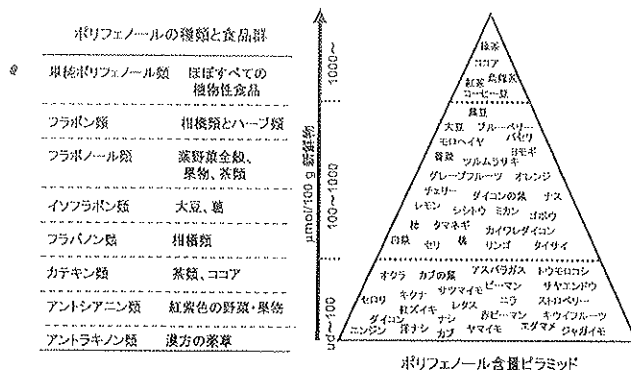 ポリフェノールの種類と食品群
単純ポリフェノール類 ほぼすべての
植物性食品
フラボン類 柑橘類とハーブ類
フラボノール類 葉野菜全般、
果物、茶類
イソフラボン類 大豆、葛
フラバノン類 柑橘類
カテキン類 茶類、ココア
アントシアニン類 紅紫色の野菜・果物
アントラキノン類 漢方の薬草
μmol/100 g 新鮮物
1000～
100～1000
ud～100
抹茶
ココア
紅茶 烏龍茶
コーヒー豆
大豆 ブルーベリー
モロヘイヤ パセリ
ヨモギ
ツルムラサキ
グレープフルーツ オレンジ
チェリー ダイコンの葉 ナス
レモン シシトウ ミカン ゴボウ
柿 タマネギ カイワレダイコン
セリ 桃 リンゴ タイサイ
オクラ カブの葉 アスパラガス トウモロコシ
セロリ キクナ サツマイモ ピーマン サヤエンドウ
紅ズイキ レタス ニラ ストロベリー
ダイコン ナシ 赤ピーマン キウイフルーツ
ニンジン 洋ナシ カブ ヤマイモ エダマメ ジャガイモ
ポリフェノール含量ピラミッド